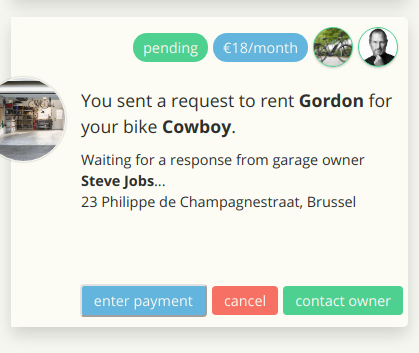 pending €18/month
You sent a request to rent Gordon for
your bike Cowboy.
Waiting for a response from garage owner
Steve Jobs...
23 Philippe de Champagnestraat, Brussel
enter payment cancel contact owner